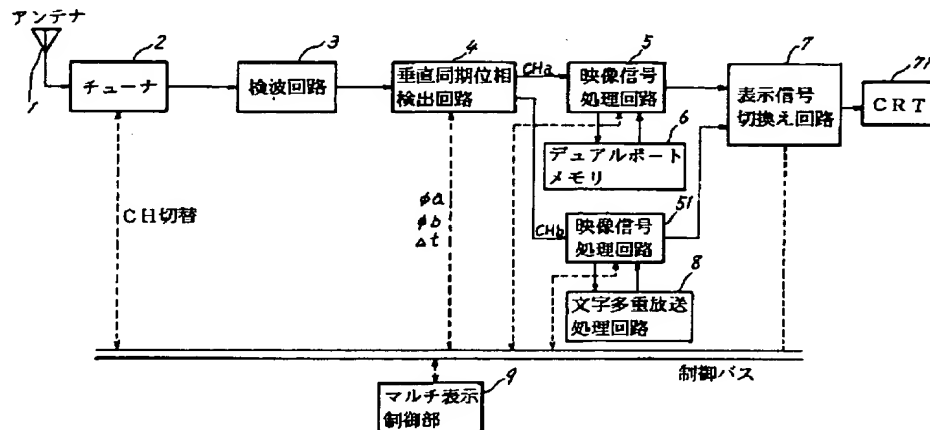 アンテナ
1
2
チューナ
3
検波回路
4
垂直同期位相
検出回路
CHa
CHb
5
映像信号
処理回路
6
デュアルポート
メモリ
51
映像信号
処理回路
8
文字多重放送
処理回路
7
表示信号
切換え回路
71
CRT
CH切替
φa
φb
Δt
制御バス
9
マルチ表示
制御部